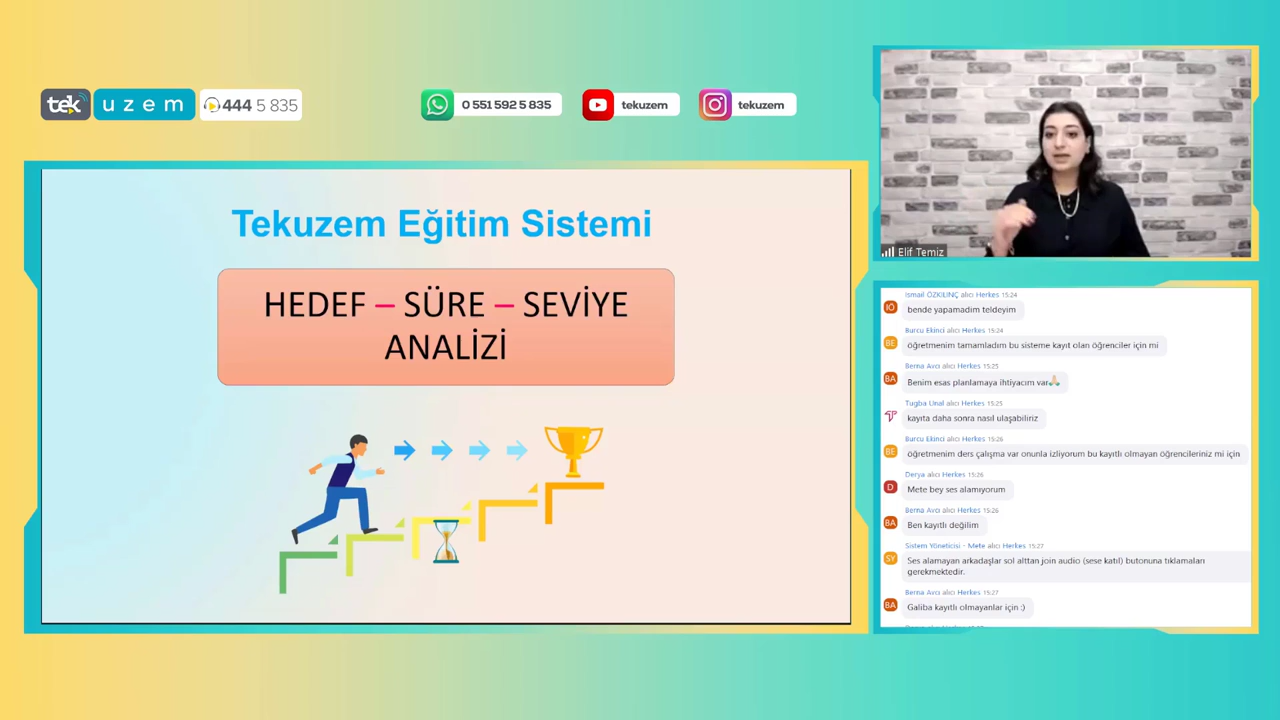 tek uzem 444 5 835
0 551 592 5 835
tekuzem
tekuzem
Tekuzem Eğitim Sistemi
HEDEF – SÜRE – SEVİYE
ANALİZİ
Elif Temiz
İsmail ÖZKILINÇ alıcı Herkes 15:24
İÖ
bende yapamadim teldeyim
Burcu Ekinci alıcı Herkes 15:24
BE
öğretmenim tamamladım bu sisteme kayıt olan öğrenciler için mi
Berna Avcı alıcı Herkes 15:25
BA
Benim esas planlamaya ihtiyacım var🙏🏻
Tugba Unal alıcı Herkes 15:25
kayıta daha sonra nasıl ulaşabiliriz
Burcu Ekinci alıcı Herkes 15:26
BE
öğretmenim ders çalışma var onunla izliyorum bu kayıtlı olmayan öğrencileriniz mi için
Derya alıcı Herkes 15:26
D
Mete bey ses alamıyorum
Berna Avcı alıcı Herkes 15:26
BA
Ben kayıtlı değilim
Sistem Yöneticisi - Mete alıcı Herkes 15:27
SY
Ses alamayan arkadaşlar sol alttan join audio (sese katıl) butonuna tıklamaları
gerekmektedir.
Berna Avcı alıcı Herkes 15:27
BA
Galiba kayıtlı olmayanlar için :)